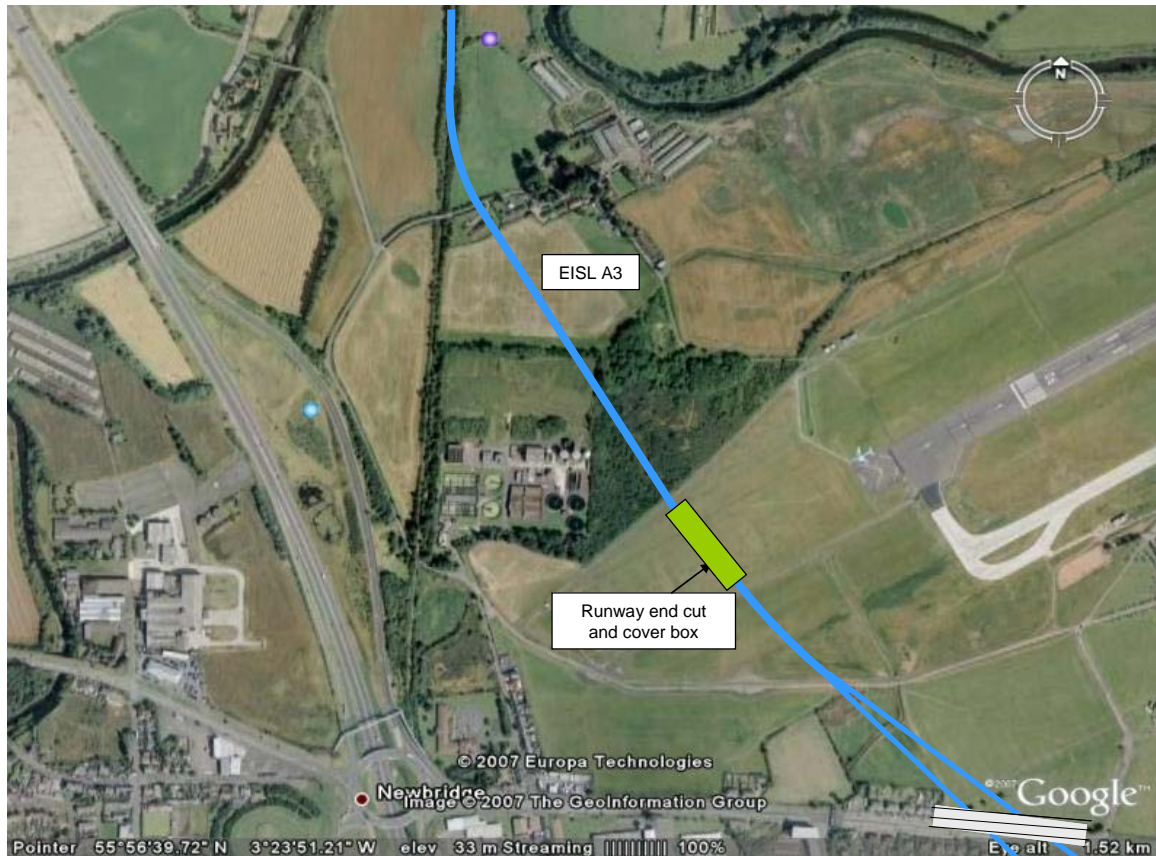 N
EISL A3
Runway end cut
and cover box
© 2007 Europa Technologies
Newbridge
Image © 2007 The GeoInformation Group
©2007 Google™
Pointer 55°56'39.72" N 3°23'51.21" W elev 33 m Streaming |||||||||| 100% Eye alt 1.52 km